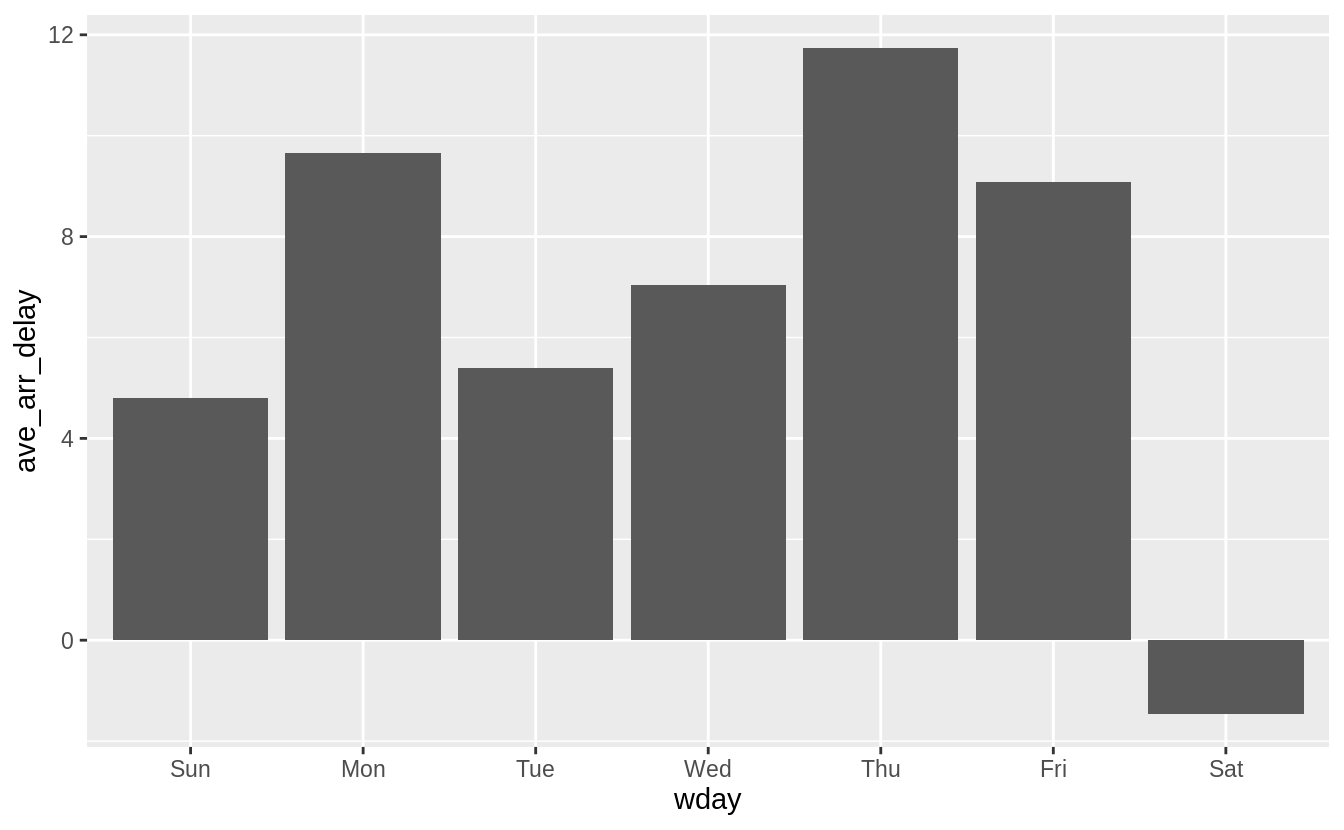 12
8
4
0
ave_arr_delay
Sun Mon Tue Wed Thu Fri Sat
wday